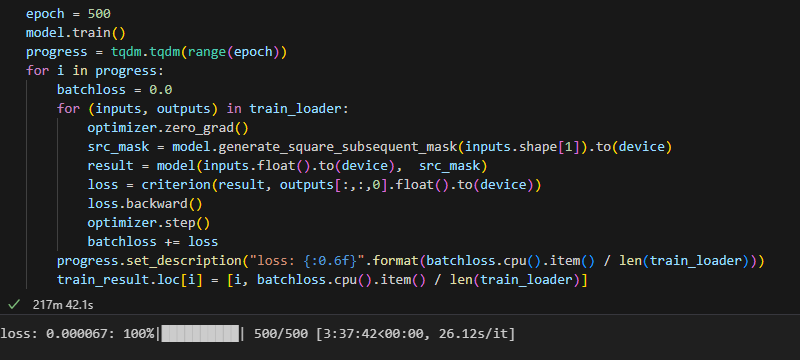 epoch = 500
model.train()
progress = tqdm.tqdm(range(epoch))
for i in progress:
    batchloss = 0.0
    for (inputs, outputs) in train_loader:
        optimizer.zero_grad()
        src_mask = model.generate_square_subsequent_mask(inputs.shape[1]).to(device)
        result = model(inputs.float().to(device),  src_mask)
        loss = criterion(result, outputs[:,:,0].float().to(device))
        loss.backward()
        optimizer.step()
        batchloss += loss
    progress.set_description("loss: {:0.6f}".format(batchloss.cpu().item() / len(train_loader)))
    train_result.loc[i] = [i, batchloss.cpu().item() / len(train_loader)]
217m 42.1s
loss: 0.000067: 100%|██████████| 500/500 [3:37:42<00:00, 26.12s/it]